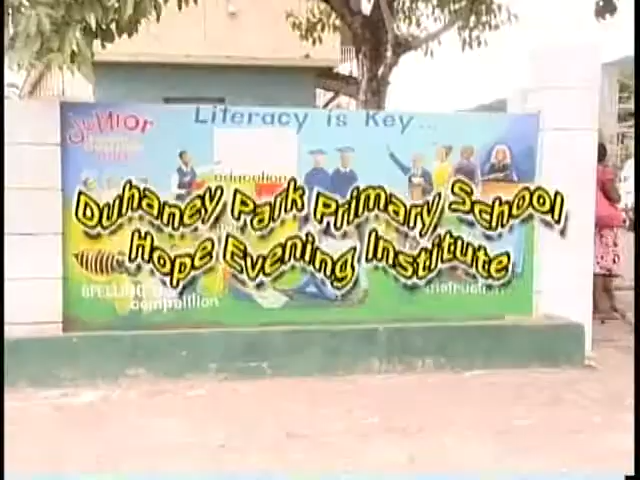 JUNIOR
Literacy is Key...
education
Duhaney Park Primary School
Hope Evening Institute
SPELLING
competition
instruction